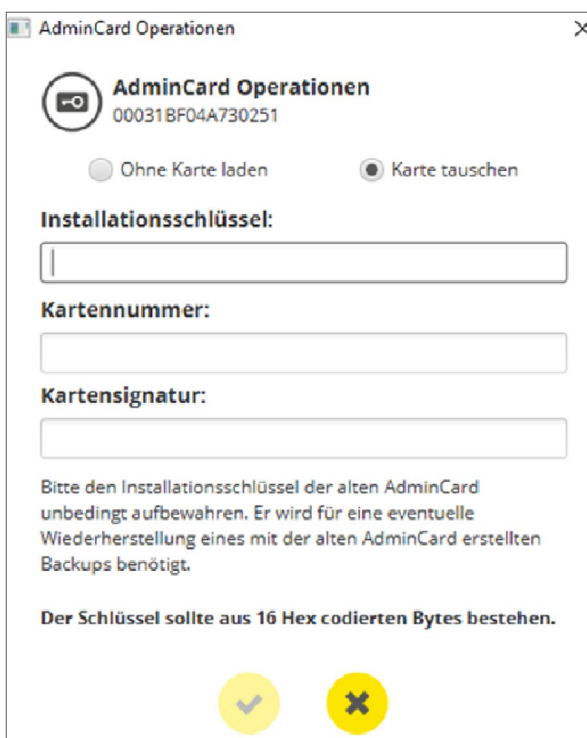 AdminCard Operationen
AdminCard Operationen
00031BF04A730251
Ohne Karte laden Karte tauschen
Installationsschlüssel:
Kartennummer:
Kartensignatur:
Bitte den Installationsschlüssel der alten AdminCard
unbedingt aufbewahren. Er wird für eine eventuelle
Wiederherstellung eines mit der alten AdminCard erstellten
Backups benötigt.
Der Schlüssel sollte aus 16 Hex codierten Bytes bestehen.